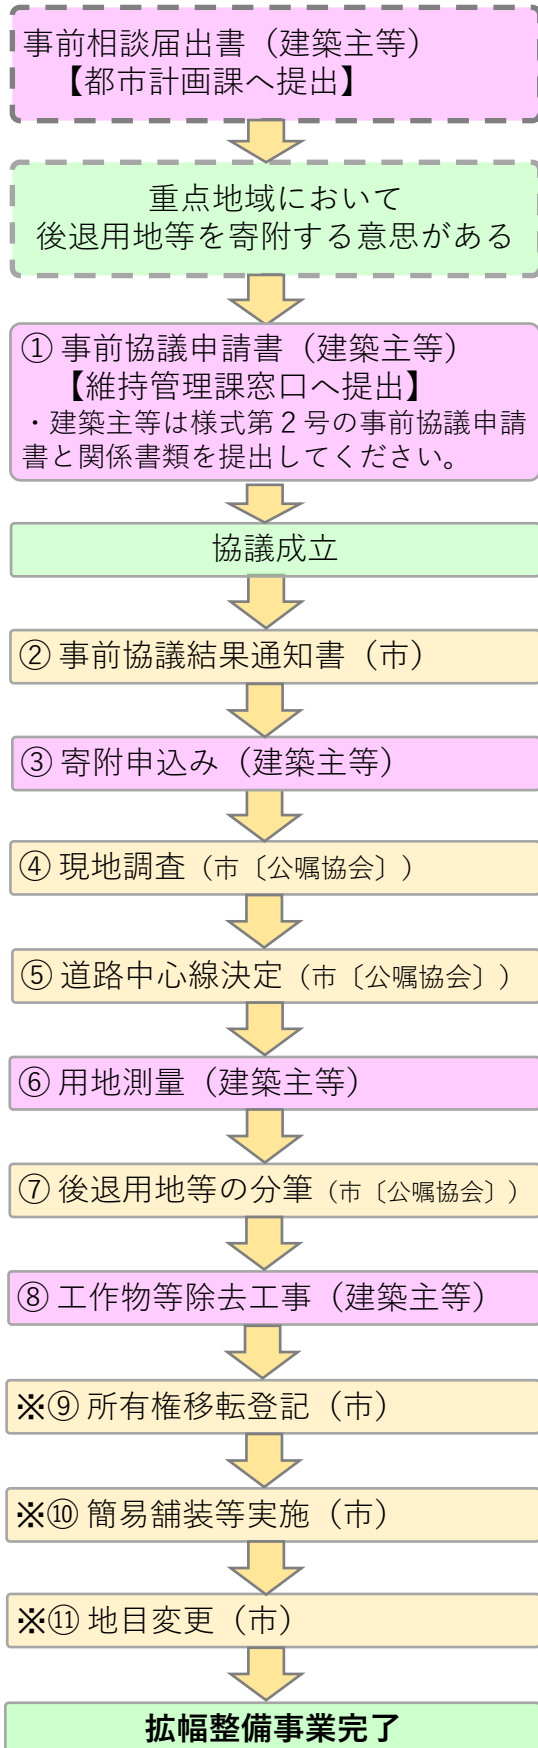 事前相談届出書（建築主等）
【都市計画課へ提出】
重点地域において
後退用地等を寄附する意思がある
① 事前協議申請書（建築主等）
【維持管理課窓口へ提出】
・建築主等は様式第２号の事前協議申請
書と関係書類を提出してください。
協議成立
② 事前協議結果通知書（市）
③ 寄附申込み（建築主等）
④ 現地調査（市〔公嘱協会〕）
⑤ 道路中心線決定（市〔公嘱協会〕）
⑥ 用地測量（建築主等）
⑦ 後退用地等の分筆（市〔公嘱協会〕）
⑧ 工作物等除去工事（建築主等）
※⑨ 所有権移転登記（市）
※⑩ 簡易舗装等実施（市）
※⑪ 地目変更（市）
拡幅整備事業完了